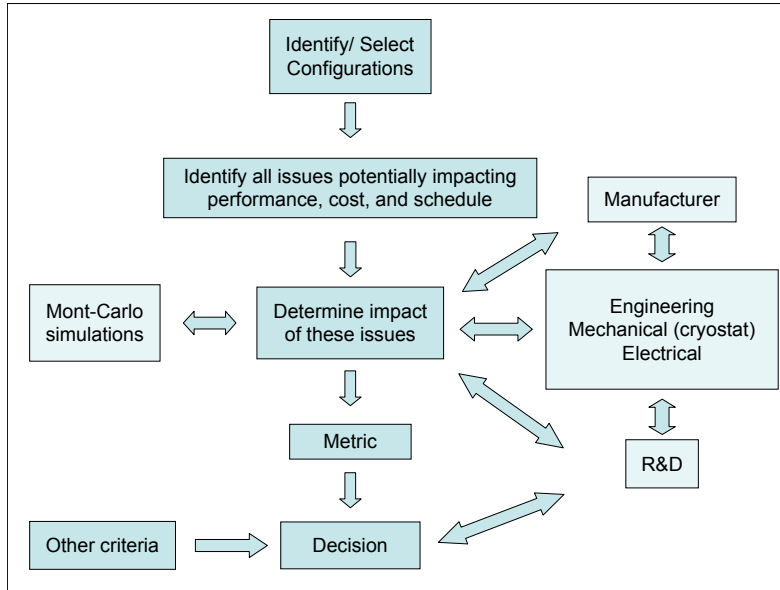 Identify/ Select
Configurations
Identify all issues potentially impacting
performance, cost, and schedule
Manufacturer
Mont-Carlo
simulations
Determine impact
of these issues
Engineering
Mechanical (cryostat)
Electrical
Metric
R&D
Other criteria
Decision